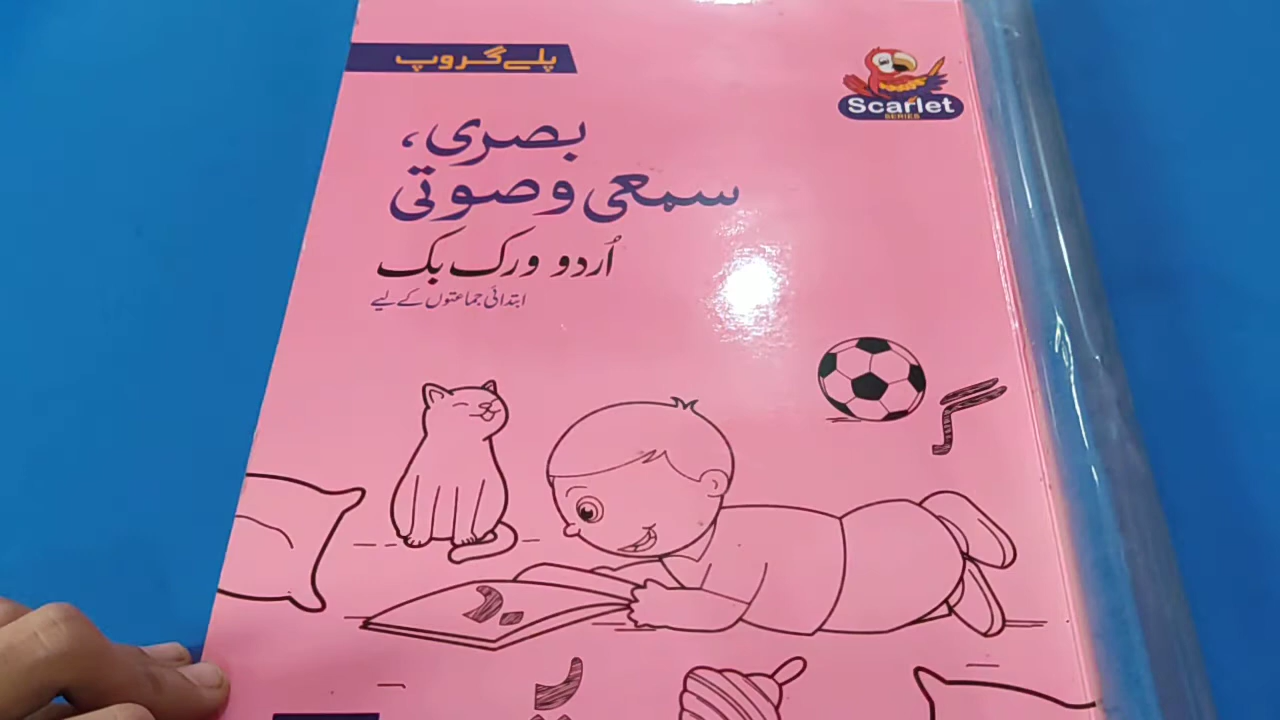 پلے گروپ
Scarlet
SERIES
بصری،
سمعی و صوتی
اُردو ورک بک
ابتدائی جماعتوں کے لیے
گ